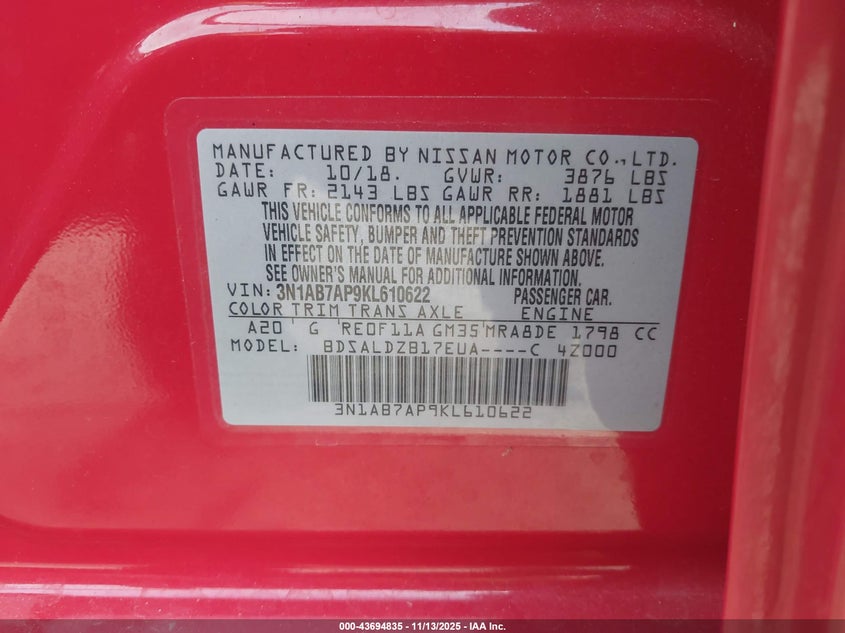 MANUFACTURED BY NISSAN MOTOR CO.,LTD.
DATE: 10/18. GVWR: 3876 LBS
GAWR FR: 2143 LBS GAWR RR: 1881 LBS
THIS VEHICLE CONFORMS TO ALL APPLICABLE FEDERAL MOTOR
VEHICLE SAFETY, BUMPER AND THEFT PREVENTION STANDARDS
IN EFFECT ON THE DATE OF MANUFACTURE SHOWN ABOVE.
SEE OWNER'S MANUAL FOR ADDITIONAL INFORMATION.
VIN: 3N1AB7AP9KL610622 PASSENGER CAR.
COLOR TRIM TRANS AXLE ENGINE
A20 G RE0F11A GM35 MRA8DE 1798 CC
MODEL: BDSALDZB17EUA----C 4Z000
3N1AB7AP9KL610622
000-43694835 - 11/13/2025 - IAA Inc.